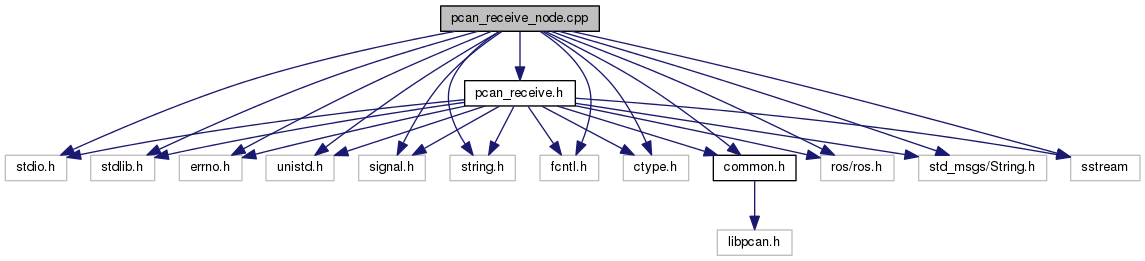 pcan_receive_node.cpp
pcan_receive.h
stdio.h
stdlib.h
errno.h
unistd.h
signal.h
string.h
fcntl.h
ctype.h
common.h
ros/ros.h
std_msgs/String.h
sstream
libpcan.h